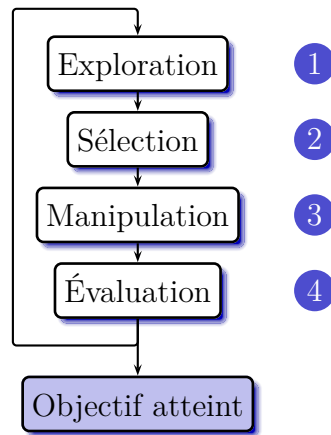 Exploration 1
Sélection 2
Manipulation 3
Évaluation 4
Objectif atteint